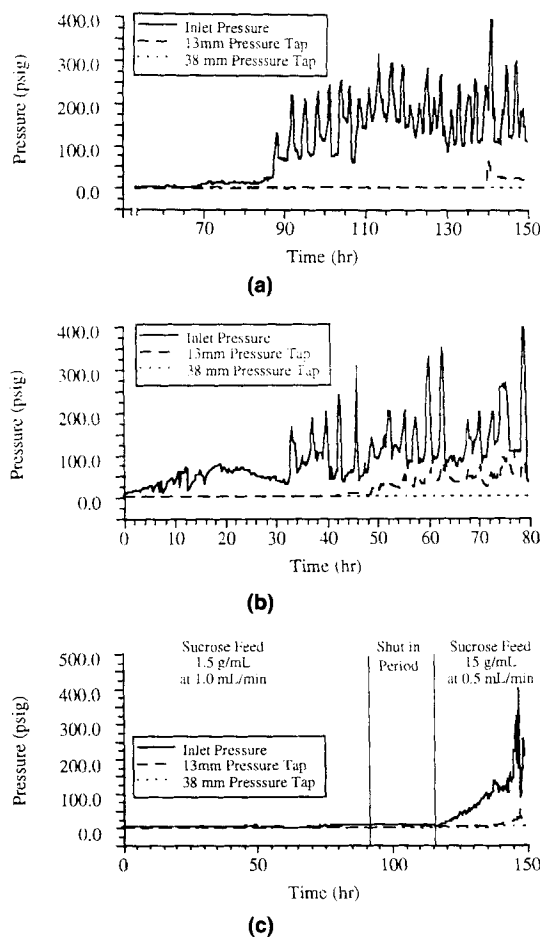 400.0
300.0
200.0
100.0
0.0
Pressure (psig)
Inlet Pressure
13mm Pressure Tap
38 mm Pressure Tap
70
90
110
130
150
Time (hr)
(a)
400.0
300.0
200.0
100.0
0.0
Pressure (psig)
Inlet Pressure
13mm Pressure Tap
38 mm Presssure Tap
0
10
20
30
40
50
60
70
80
Time (hr)
(b)
Sucrose Feed
1.5 g/mL
at 1.0 mL/min
Shut in
Period
Sucrose Feed
15 g/mL
at 0.5 mL/min
500.0
400.0
300.0
200.0
100.0
0.0
Pressure (psig)
Inlet Pressure
13mm Pressure Tap
38 mm Presssure Tap
0
50
100
150
Time (hr)
(c)